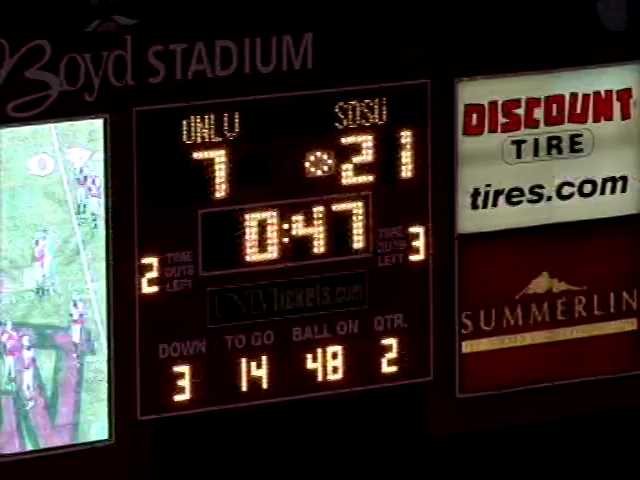 Boyd STADIUM
UNLV SDSU
7 21
0:47
2 TIME OUTS LEFT
TIME OUTS LEFT 3
UNLVtickets.com
DOWN TO GO BALL ON QTR.
3 14 48 2
DISCOUNT
TIRE
tires.com
SUMMERLIN